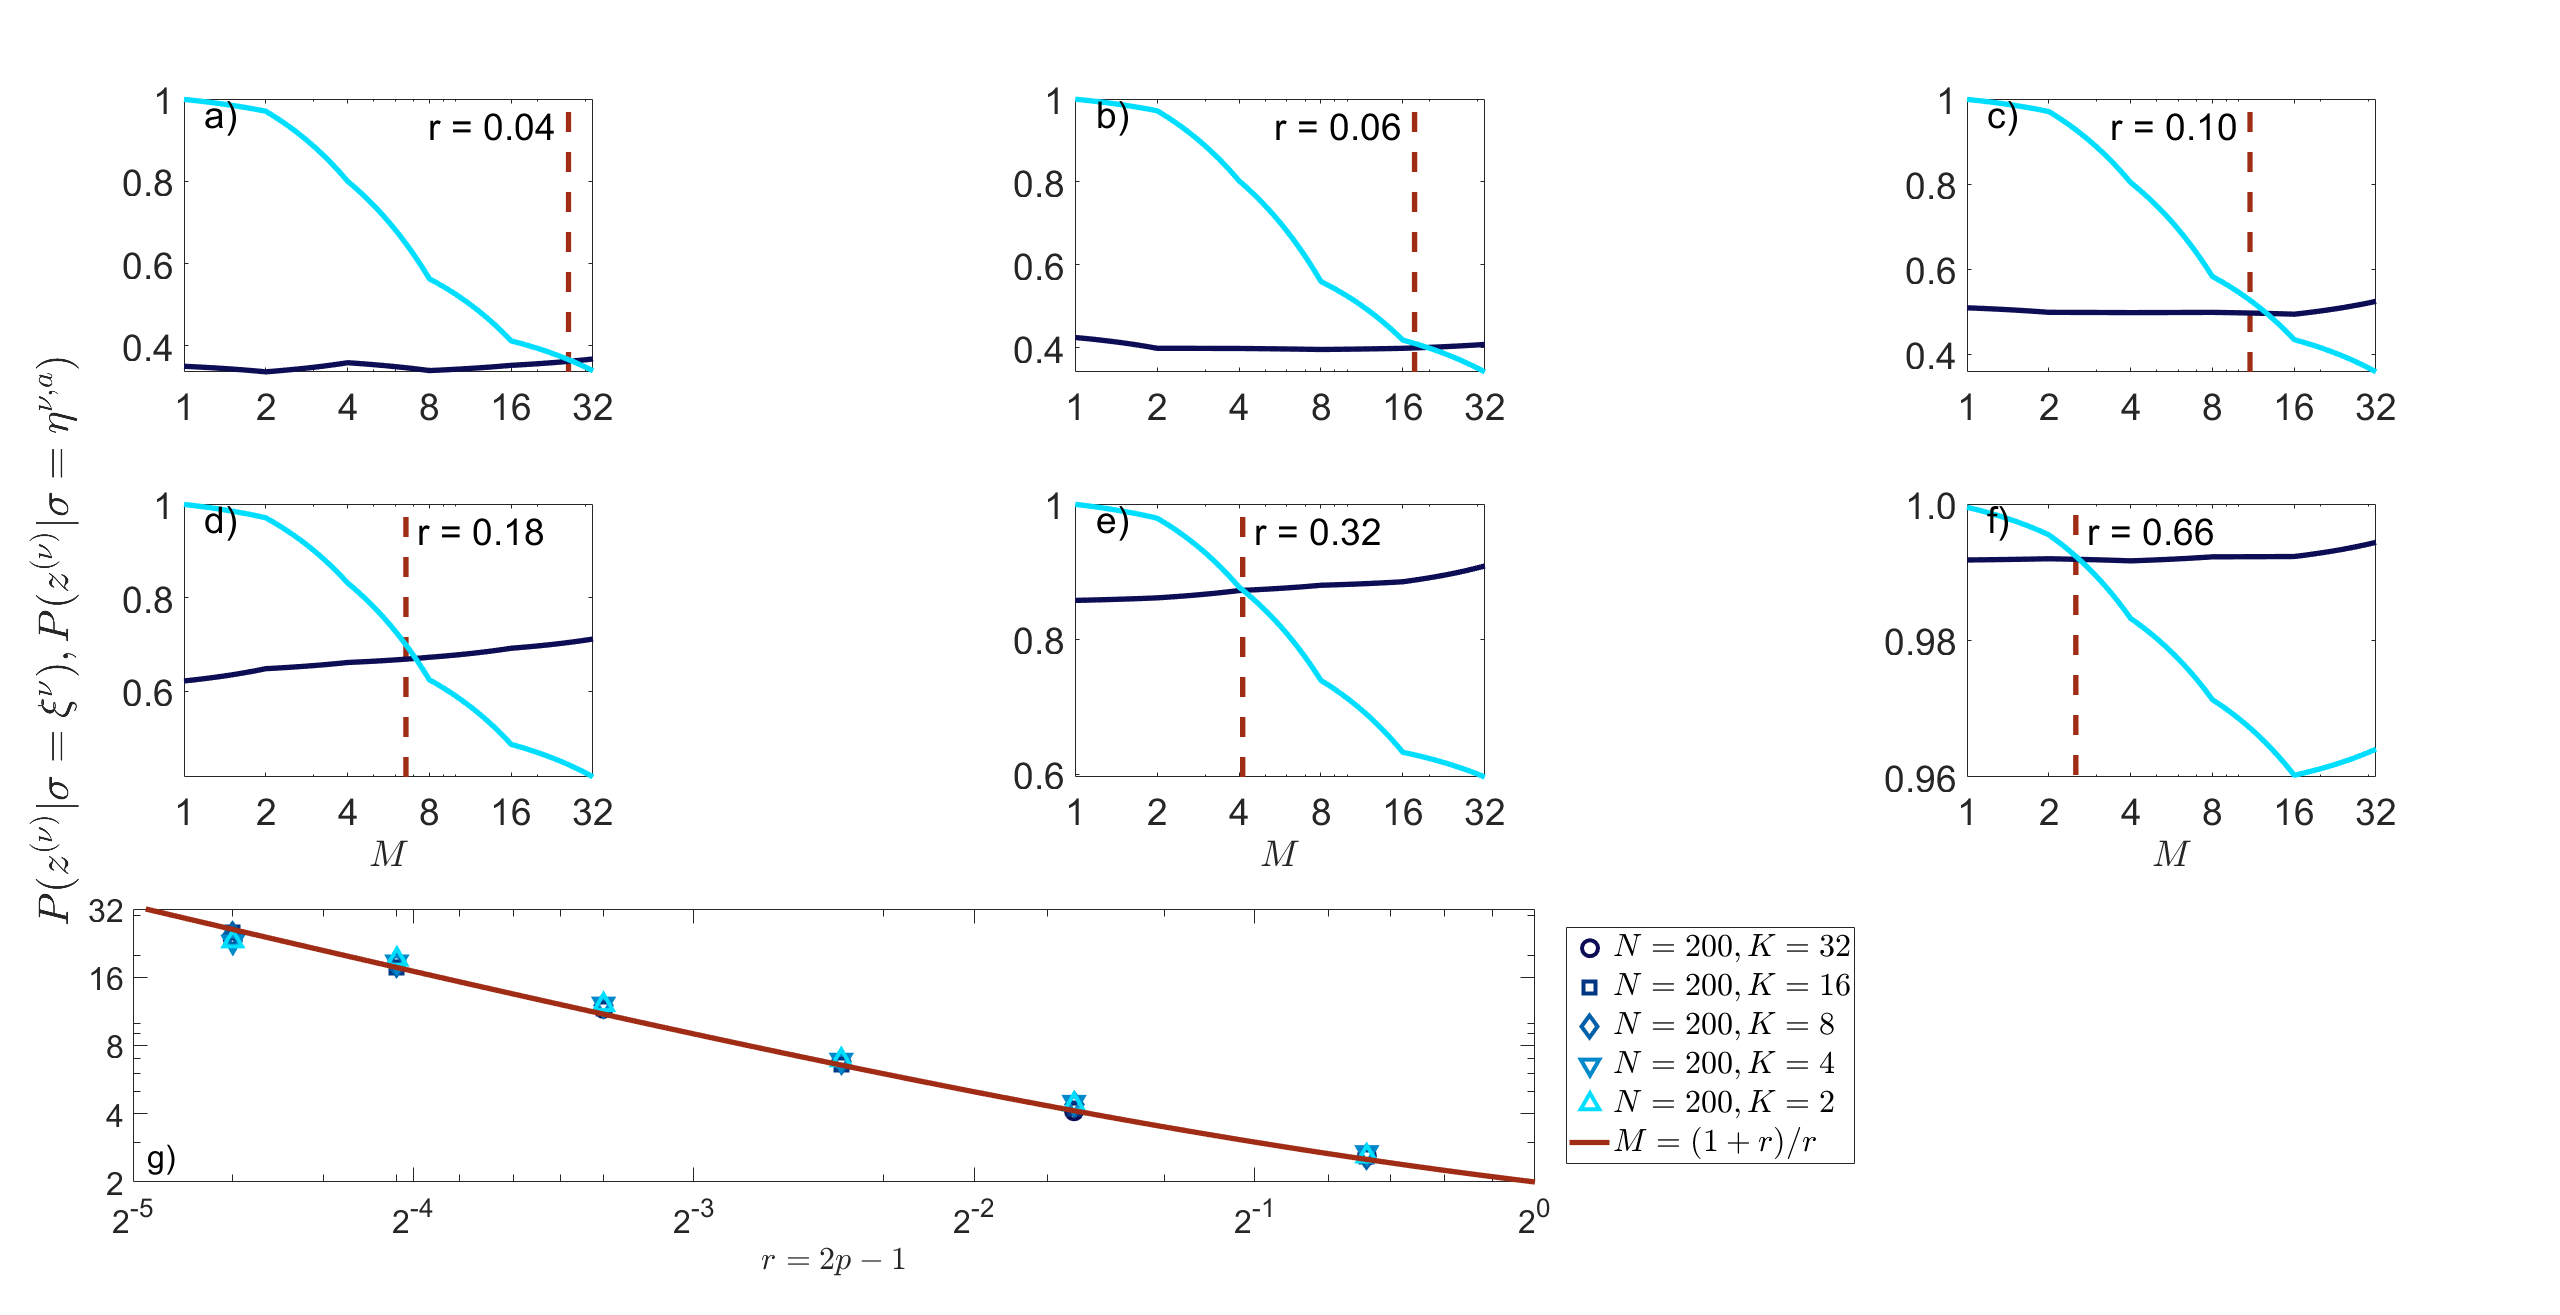 P(z^{(ν)}|σ = ξ^ν), P(z^{(ν)}|σ = η^{ν,a})
a)
r = 0.04
1
0.8
0.6
0.4
1 2 4 8 16 32
b)
r = 0.06
1
0.8
0.6
0.4
1 2 4 8 16 32
c)
r = 0.10
1
0.8
0.6
0.4
1 2 4 8 16 32
d)
r = 0.18
1
0.8
0.6
1 2 4 8 16 32
M
e)
r = 0.32
1
0.8
0.6
1 2 4 8 16 32
M
f)
r = 0.66
1.0
0.98
0.96
1 2 4 8 16 32
M
32
16
8
4
2
g)
2^{-5} 2^{-4} 2^{-3} 2^{-2} 2^{-1} 2^{0}
r = 2p − 1
N = 200, K = 32
N = 200, K = 16
N = 200, K = 8
N = 200, K = 4
N = 200, K = 2
M = (1 + r)/r